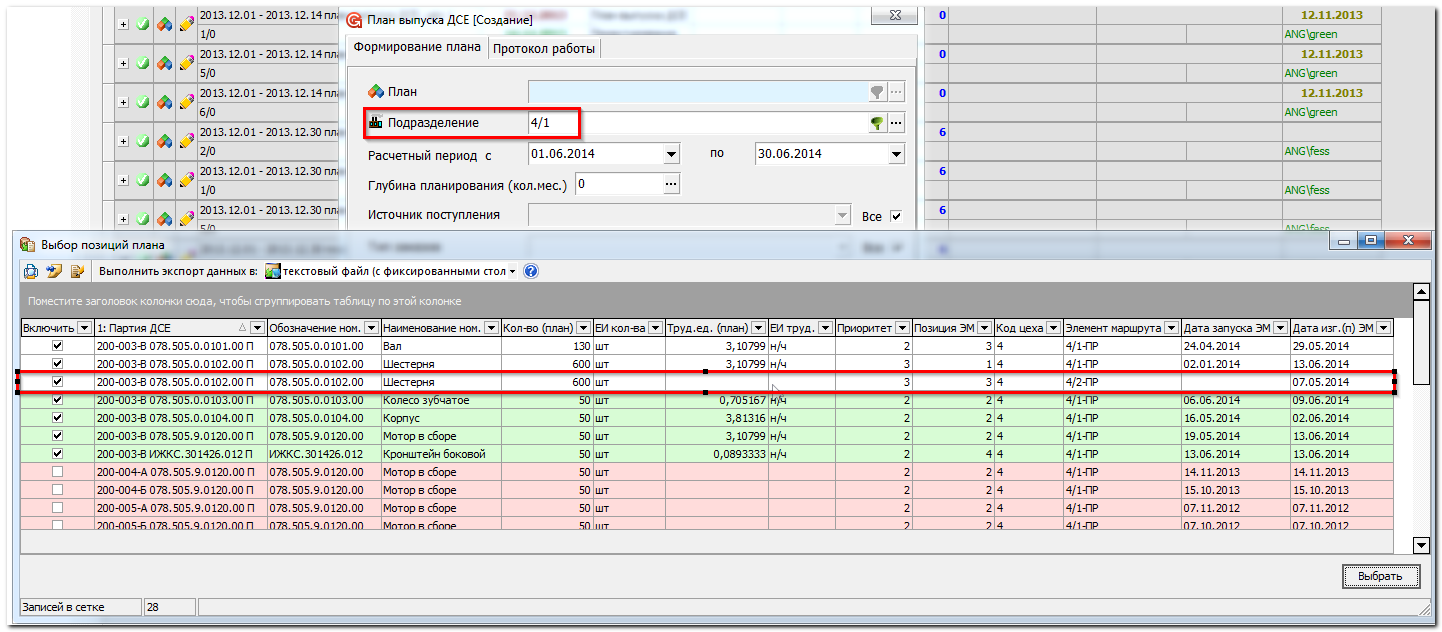 2013.12.01 - 2013.12.14 пла
1/0
2013.12.01 - 2013.12.14 пла
5/0
2013.12.01 - 2013.12.14 пла
6/0
2013.12.01 - 2013.12.30 пл
2/0
2013.12.01 - 2013.12.30 пл
1/0
2013.12.01 - 2013.12.30 пл
План выпуска ДСЕ [Создание]
Формирование плана Протокол работы
План
Подразделение 4/1
Расчетный период с 01.06.2014 по 30.06.2014
Глубина планирования (кол.мес.) 0
Источник поступления Все
0 12.11.2013
ANG\green
0 12.11.2013
ANG\green
0 12.11.2013
ANG\green
6
ANG\fess
6
ANG\fess
6
ANG\fess
Выбор позиций плана
Выполнить экспорт данных в: текстовый файл (с фиксированными стол
Поместите заголовок колонки сюда, чтобы сгруппировать таблицу по этой колонке
Включить 1: Партия ДСЕ Обозначение ном. Наименование ном. Кол-во (план) ЕИ кол-ва Труд.ед. (план) ЕИ труд. Приоритет Позиция ЭМ Код цеха Элемент маршрута Дата запуска ЭМ Дата изг.(п) ЭМ
200-003-В 078.505.0.0101.00 П 078.505.0.0101.00 Вал 130 шт 3,10799 н/ч 2 3 4 4/1-ПР 24.04.2014 29.05.2014
200-003-В 078.505.0.0102.00 П 078.505.0.0102.00 Шестерня 600 шт 3,10799 н/ч 3 1 4 4/1-ПР 02.01.2014 13.06.2014
200-003-В 078.505.0.0102.00 П 078.505.0.0102.00 Шестерня 600 шт 3 3 4 4/2-ПР 07.05.2014
200-003-В 078.505.0.0103.00 П 078.505.0.0103.00 Колесо зубчатое 50 шт 0,705167 н/ч 2 2 4 4/1-ПР 06.06.2014 09.06.2014
200-003-В 078.505.0.0104.00 П 078.505.0.0104.00 Корпус 50 шт 3,81316 н/ч 2 2 4 4/1-ПР 16.05.2014 02.06.2014
200-003-В 078.505.9.0120.00 П 078.505.9.0120.00 Мотор в сборе 50 шт 3,10799 н/ч 2 2 4 4/1-ПР 19.05.2014 13.06.2014
200-003-В ИЖКС.301426.012 П ИЖКС.301426.012 Кронштейн боковой 50 шт 0,0893333 н/ч 2 4 4 4/1-ПР 13.06.2014 13.06.2014
200-004-А 078.505.9.0120.00 П 078.505.9.0120.00 Мотор в сборе 50 шт 2 2 4 4/1-ПР 14.11.2013 14.11.2013
200-004-Б 078.505.9.0120.00 П 078.505.9.0120.00 Мотор в сборе 50 шт 2 2 4 4/1-ПР 15.10.2013 15.10.2013
200-005-А 078.505.9.0120.00 П 078.505.9.0120.00 Мотор в сборе 50 шт 2 2 4 4/1-ПР 07.11.2012 07.11.2012
200-005-Б 078.505.9.0120.00 П 078.505.9.0120.00 Мотор в сборе 50 шт 2 2 4 4/1-ПР 07.10.2012 07.10.2012
Выбрать
Записей в сетке 28